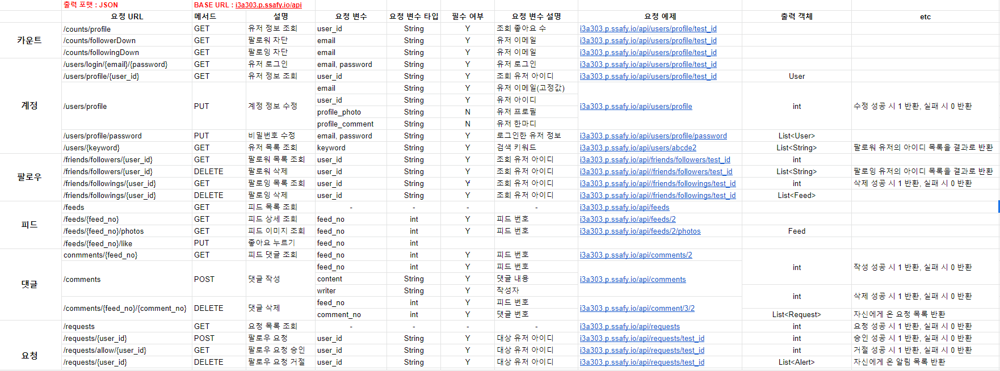 출력 포맷 : JSON BASE URL : i3a303.p.ssafy.io/api
요청 URL 메서드 설명 요청 변수 요청 변수 타입 필수 여부 요청 변수 설명 요청 예제 출력 객체 etc
카운트 /counts/profile GET 유저 정보 조회 user_id String Y 조회 좋아요 수 i3a303.p.ssafy.io/api/users/profile/test_id
/counts/followerDown GET 팔로워 차단 email String Y 유저 이메일 i3a303.p.ssafy.io/api/users/profile/test_id
/counts/followingDown GET 팔로잉 차단 email String Y 유저 이메일 i3a303.p.ssafy.io/api/users/profile/test_id
계정 /users/login/{email}/{password} GET 유저 로그인 email, password String Y 유저 로그인 i3a303.p.ssafy.io/api/users/profile/test_id
/users/profile/{user_id} GET 유저 정보 조회 user_id String Y 조회 유저 아이디 i3a303.p.ssafy.io/api/users/profile/test_id User
/users/profile PUT 계정 정보 수정 email String Y 유저 이메일(고정값) i3a303.p.ssafy.io/api/users/profile int 수정 성공 시 1 반환, 실패 시 0 반환
user_id String Y 유저 아이디
profile_photo String N 유저 프로필
profile_comment String N 유저 한마디
/users/profile/password PUT 비밀번호 수정 email, password String Y 로그인한 유저 정보 i3a303.p.ssafy.io/api/users/profile/password List<User>
/users/{keyword} GET 유저 목록 조회 keyword String Y 검색 키워드 i3a303.p.ssafy.io/api/users/abcde2 List<String> 팔로워 유저의 아이디 목록을 결과로 반환
팔로우 /friends/followers/{user_id} GET 팔로워 목록 조회 user_id String Y 조회 유저 아이디 i3a303.p.ssafy.io/api/friends/followers/test_id int
/friends/followers/{user_id} DELETE 팔로워 삭제 user_id String Y 조회 유저 아이디 i3a303.p.ssafy.io/api//friends/followers/test_id List<String> 팔로잉 유저의 아이디 목록을 결과로 반환
/friends/followings/{user_id} GET 팔로잉 목록 조회 user_id String Y 조회 유저 아이디 i3a303.p.ssafy.io/api//friends/followings/test_id int 삭제 성공 시 1 반환, 실패 시 0 반환
/friends/followings/{user_id} DELETE 팔로잉 삭제 user_id String Y 조회 유저 아이디 i3a303.p.ssafy.io/api//friends/followings/test_id List<Feed>
피드 /feeds GET 피드 목록 조회 - - - - i3a303.p.ssafy.io/api/feeds
/feeds/{feed_no} GET 피드 상세 조회 feed_no int Y 피드 번호 i3a303.p.ssafy.io/api/feeds/2
/feeds/{feed_no}/photos GET 피드 이미지 조회 feed_no int Y 피드 번호 i3a303.p.ssafy.io/api/feeds/2/photos Feed
/feeds/{feed_no}/like PUT 좋아요 누르기 feed_no int
댓글 conmments/{feed_no} GET 피드 댓글 조회 feed_no int Y 피드 번호 i3a303.p.ssafy.io/api/comments/2 int 작성 성공 시 1 반환, 실패 시 0 반환
/comments POST 댓글 작성 feed_no int Y 피드 번호 i3a303.p.ssafy.io/api/comments
content String Y 댓글 내용
writer String Y 작성자 int 삭제 성공 시 1 반환, 실패 시 0 반환
/comments/{feed_no}/{comment_no} DELETE 댓글 삭제 feed_no int Y 피드 번호 i3a303.p.ssafy.io/api/comment/3/2
comment_no int Y 댓글 번호 List<Request> 자신에게 온 요청 목록 반환
요청 /requests GET 요청 목록 조회 - - - - i3a303.p.ssafy.io/api/requests int 요청 성공 시 1 반환, 실패 시 0 반환
/requests/{user_id} POST 팔로우 요청 user_id String Y 대상 유저 아이디 i3a303.p.ssafy.io/api/requests/test_id int 승인 성공 시 1 반환, 실패 시 0 반환
/requests/allow/{user_id} GET 팔로우 요청 승인 user_id String Y 대상 유저 아이디 i3a303.p.ssafy.io/api/requests/test_id int 거절 성공 시 1 반환, 실패 시 0 반환
/requests/{user_id} DELETE 팔로우 요청 거절 user_id String Y 대상 유저 아이디 i3a303.p.ssafy.io/api/requests/test_id List<Alert> 자신에게 온 알림 목록 반환